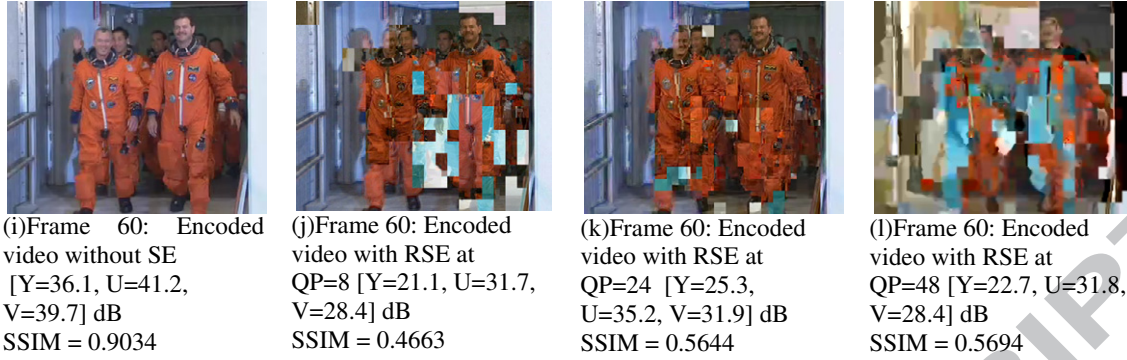 (i)Frame 60: Encoded
video without SE
[Y=36.1, U=41.2,
V=39.7] dB
SSIM = 0.9034
(j)Frame 60: Encoded
video with RSE at
QP=8 [Y=21.1, U=31.7,
V=28.4] dB
SSIM = 0.4663
(k)Frame 60: Encoded
video with RSE at
QP=24 [Y=25.3,
U=35.2, V=31.9] dB
SSIM = 0.5644
(l)Frame 60: Encoded
video with RSE at
QP=48 [Y=22.7, U=31.8,
V=28.4] dB
SSIM = 0.5694